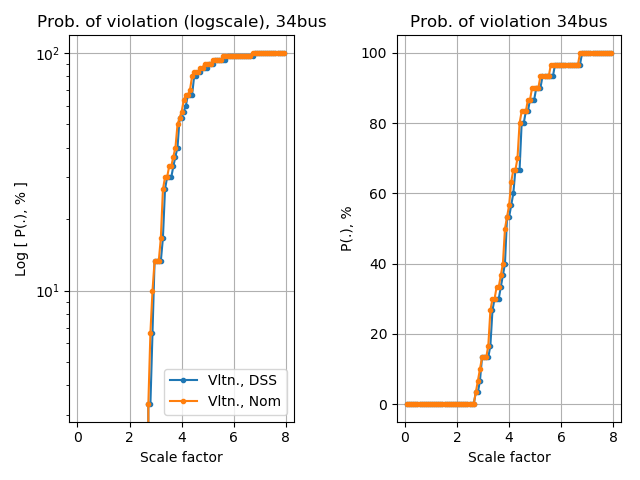 Prob. of violation (logscale), 34bus
Log [ P(.), % ]
10²
10¹
Vltn., DSS
Vltn., Nom
0 2 4 6 8
Scale factor
Prob. of violation 34bus
P(.), %
100
80
60
40
20
0
0 2 4 6 8
Scale factor